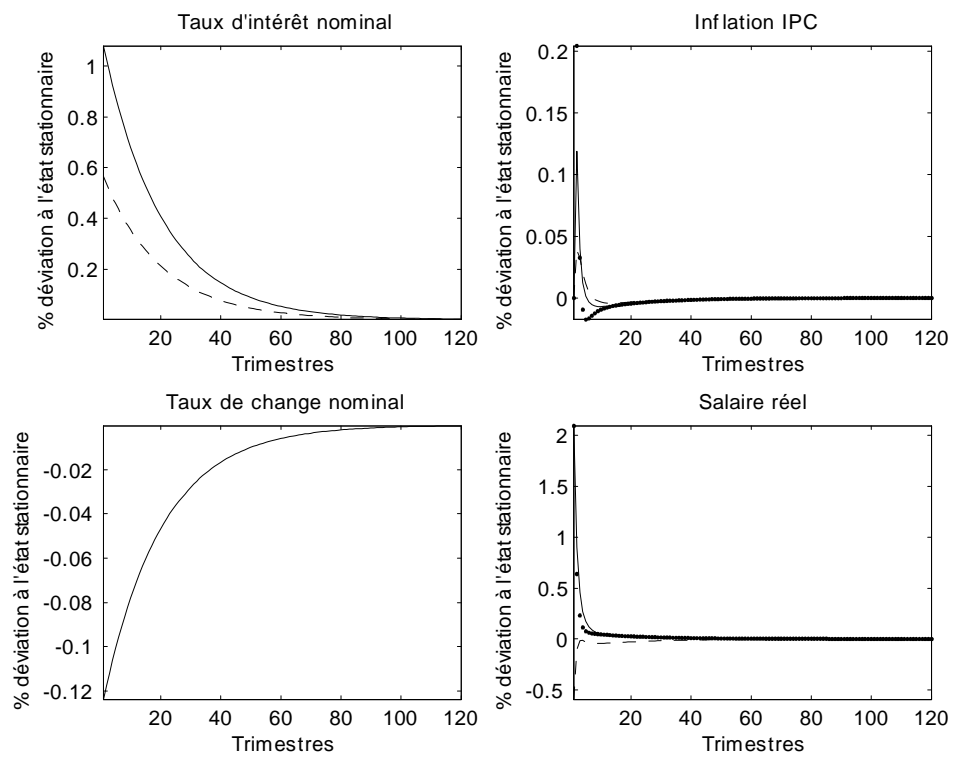 Taux d'intérêt nominal
% déviation à l'état stationnaire
1
0.8
0.6
0.4
0.2
20 40 60 80 100 120
Trimestres
Inflation IPC
% déviation à l'état stationnaire
0.2
0.15
0.1
0.05
0
20 40 60 80 100 120
Trimestres
Taux de change nominal
% déviation à l'état stationnaire
-0.02
-0.04
-0.06
-0.08
-0.1
-0.12
20 40 60 80 100 120
Trimestres
Salaire réel
% déviation à l'état stationnaire
2
1.5
1
0.5
0
-0.5
20 40 60 80 100 120
Trimestres